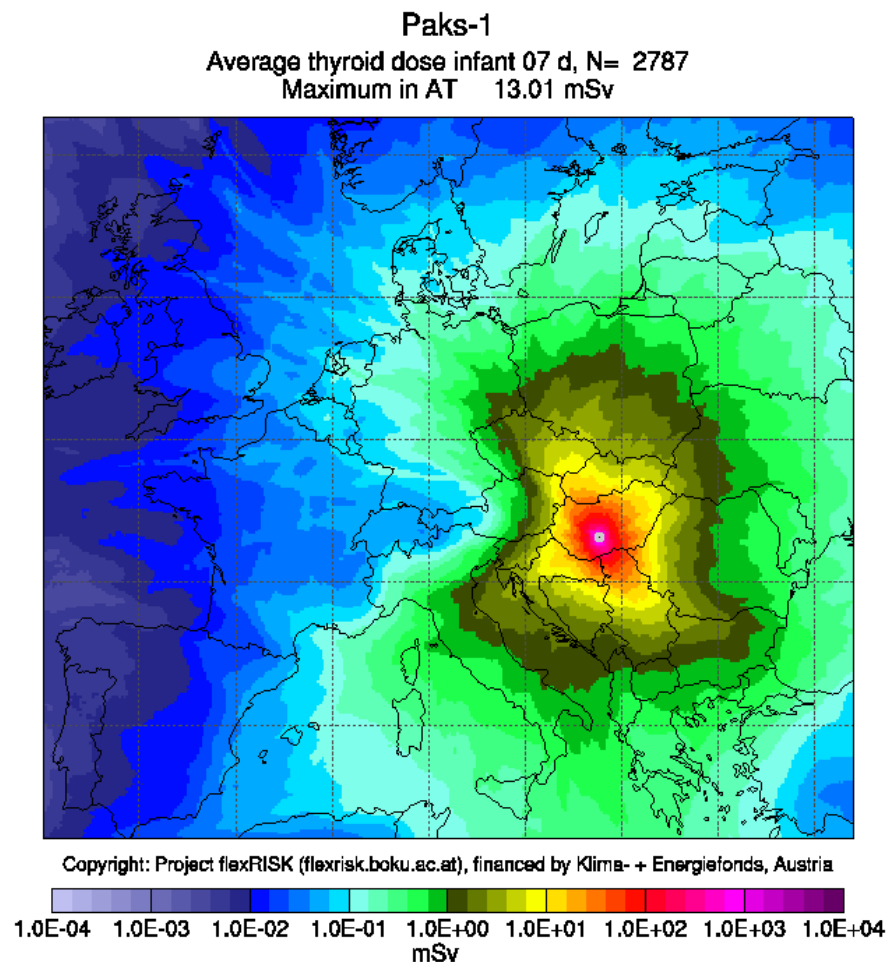 Paks-1
Average thyroid dose infant 07 d, N= 2787
Maximum in AT 13.01 mSv
Copyright: Project flexRISK (flexrisk.boku.ac.at), financed by Klima- + Energiefonds, Austria
1.0E-04 1.0E-03 1.0E-02 1.0E-01 1.0E+00 1.0E+01 1.0E+02 1.0E+03 1.0E+04
mSv